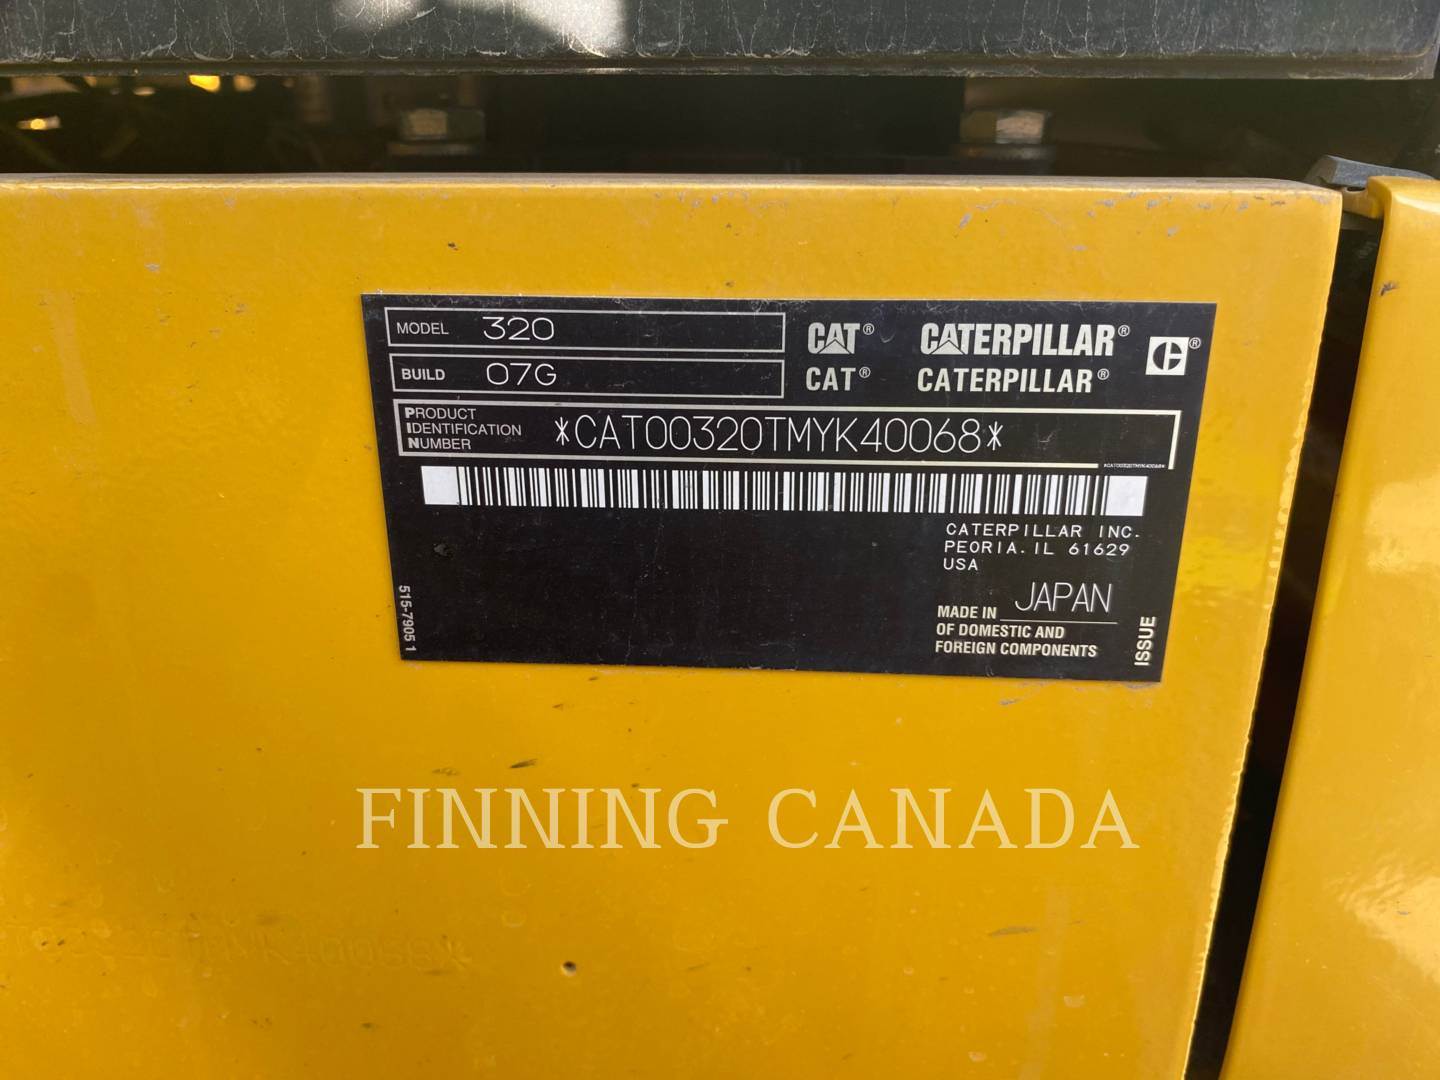 MODEL 320
BUILD 07G
CAT® CATERPILLAR® ®
CAT® CATERPILLAR®
PRODUCT
IDENTIFICATION
NUMBER
*CAT00320TMYK40068*
*CAT00320TMYK40068*
CATERPILLAR INC.
PEORIA. IL 61629
USA
MADE IN JAPAN
OF DOMESTIC AND
FOREIGN COMPONENTS
ISSUE
515-7905 1
FINNING CANADA